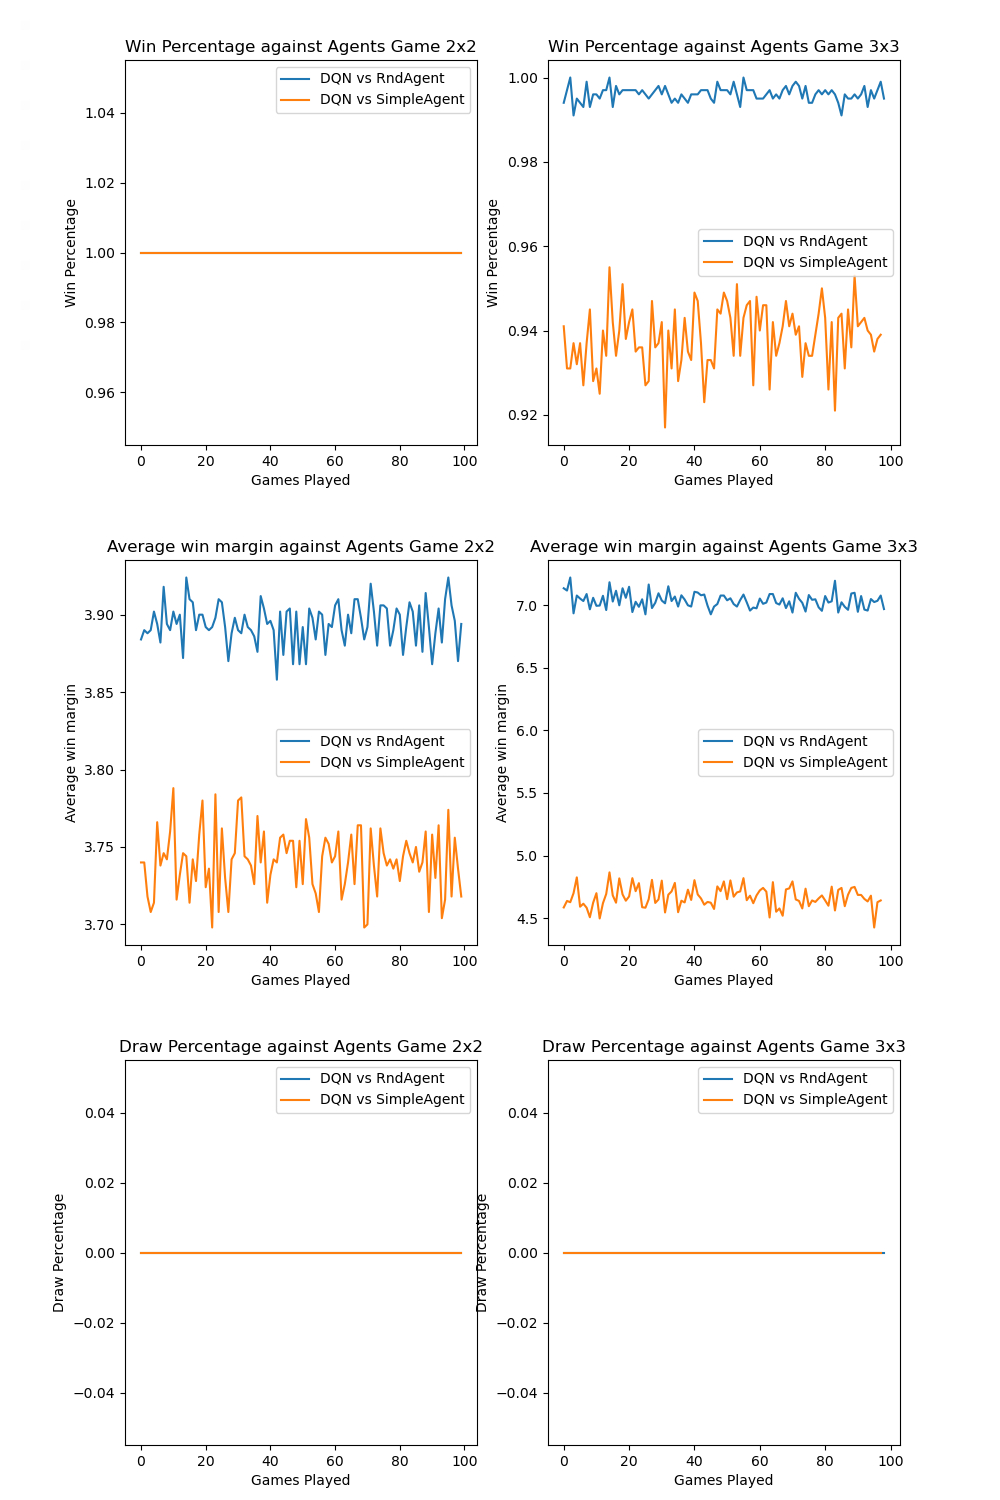 Win Percentage against Agents Game 2x2
DQN vs RndAgent
DQN vs SimpleAgent
1.04
1.02
1.00
0.98
0.96
Win Percentage
0 20 40 60 80 100
Games Played
Win Percentage against Agents Game 3x3
1.00
0.98
0.96
0.94
0.92
Win Percentage
DQN vs RndAgent
DQN vs SimpleAgent
0 20 40 60 80 100
Games Played
Average win margin against Agents Game 2x2
3.90
3.85
3.80
3.75
3.70
Average win margin
DQN vs RndAgent
DQN vs SimpleAgent
0 20 40 60 80 100
Games Played
Average win margin against Agents Game 3x3
7.0
6.5
6.0
5.5
5.0
4.5
Average win margin
DQN vs RndAgent
DQN vs SimpleAgent
0 20 40 60 80 100
Games Played
Draw Percentage against Agents Game 2x2
DQN vs RndAgent
DQN vs SimpleAgent
0.04
0.02
0.00
−0.02
−0.04
Draw Percentage
0 20 40 60 80 100
Games Played
Draw Percentage against Agents Game 3x3
DQN vs RndAgent
DQN vs SimpleAgent
0.04
0.02
0.00
−0.02
−0.04
Draw Percentage
0 20 40 60 80 100
Games Played